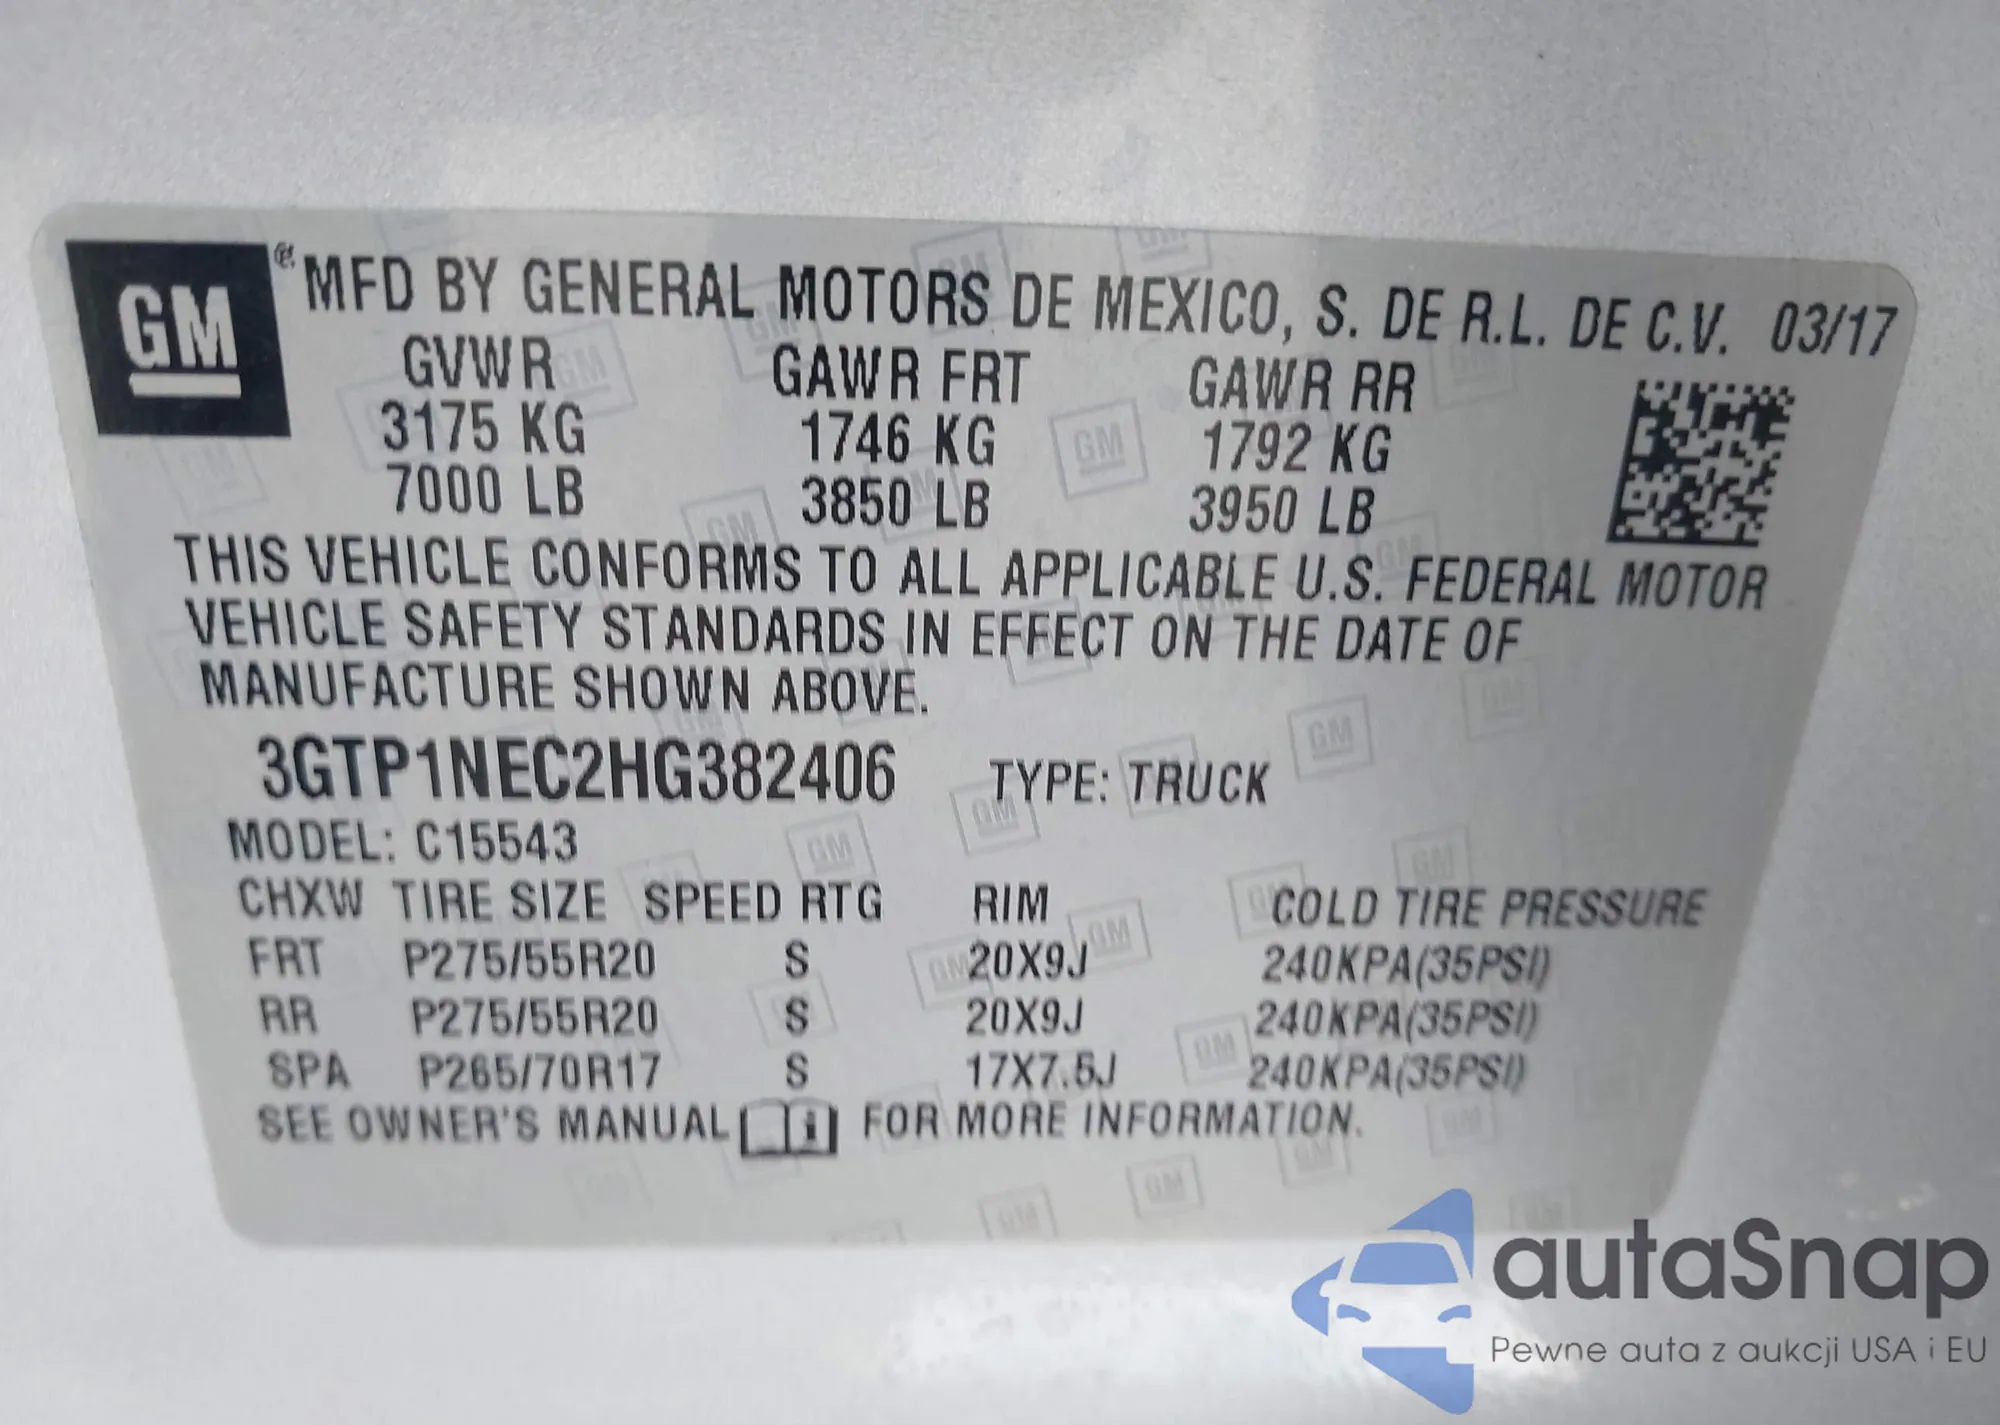 GM MFD BY GENERAL MOTORS DE MEXICO, S. DE R.L. DE C.V. 03/17
GVWR GAWR FRT GAWR RR
3175 KG 1746 KG 1792 KG
7000 LB 3850 LB 3950 LB
THIS VEHICLE CONFORMS TO ALL APPLICABLE U.S. FEDERAL MOTOR
VEHICLE SAFETY STANDARDS IN EFFECT ON THE DATE OF
MANUFACTURE SHOWN ABOVE.
3GTP1NEC2HG382406 TYPE: TRUCK
MODEL: C15543
CHXW TIRE SIZE SPEED RTG RIM COLD TIRE PRESSURE
FRT P275/55R20 S 20X9J 240KPA(35PSI)
RR P275/55R20 S 20X9J 240KPA(35PSI)
SPA P265/70R17 S 17X7.5J 240KPA(35PSI)
SEE OWNER'S MANUAL i FOR MORE INFORMATION.
autaSnap
Pewne auta z aukcji USA i EU